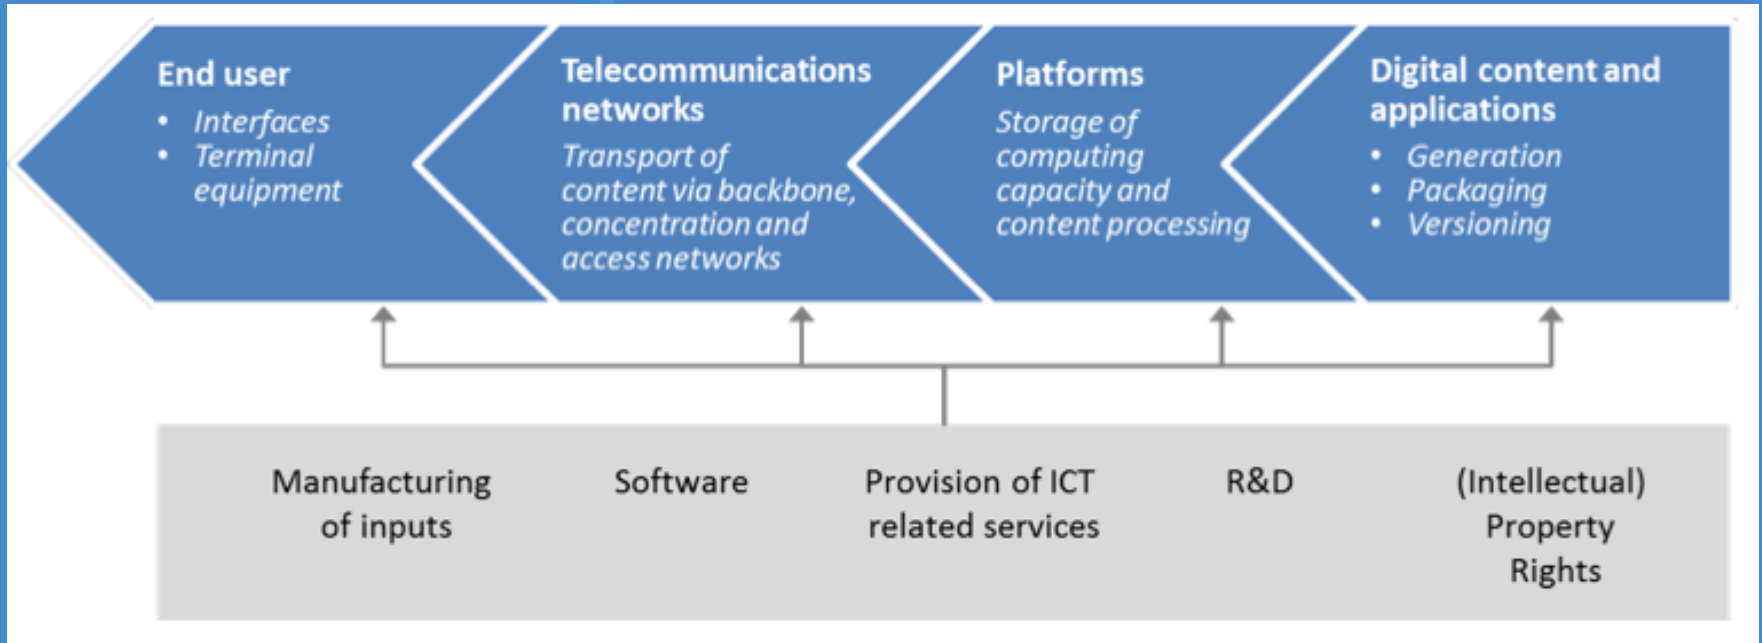 End user
• Interfaces
• Terminal
equipment
Telecommunications
networks
Transport of
content via backbone,
concentration and
access networks
Platforms
Storage of
computing
capacity and
content processing
Digital content and
applications
• Generation
• Packaging
• Versioning
Manufacturing
of inputs
Software
Provision of ICT
related services
R&D
(Intellectual)
Property
Rights